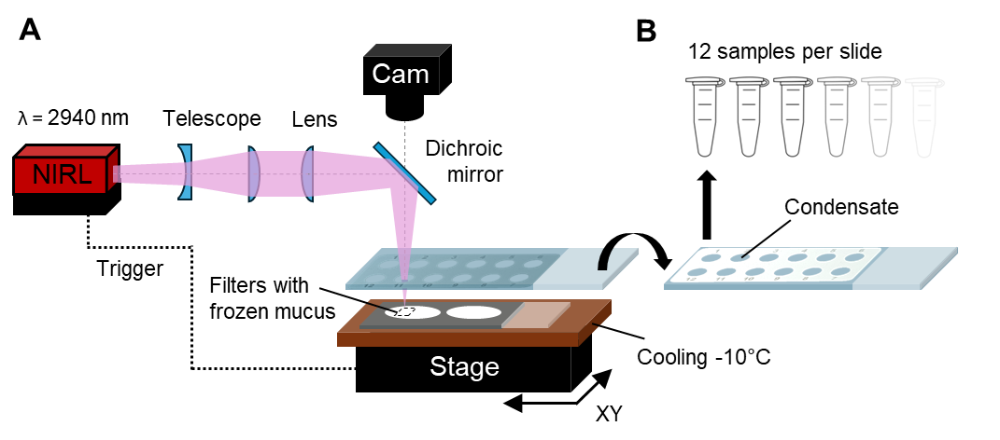 A
B
12 samples per slide
Cam
λ = 2940 nm
Telescope
Lens
NIRL
Dichroic
mirror
Condensate
Trigger
Filters with
frozen mucus
Cooling -10°C
Stage
XY